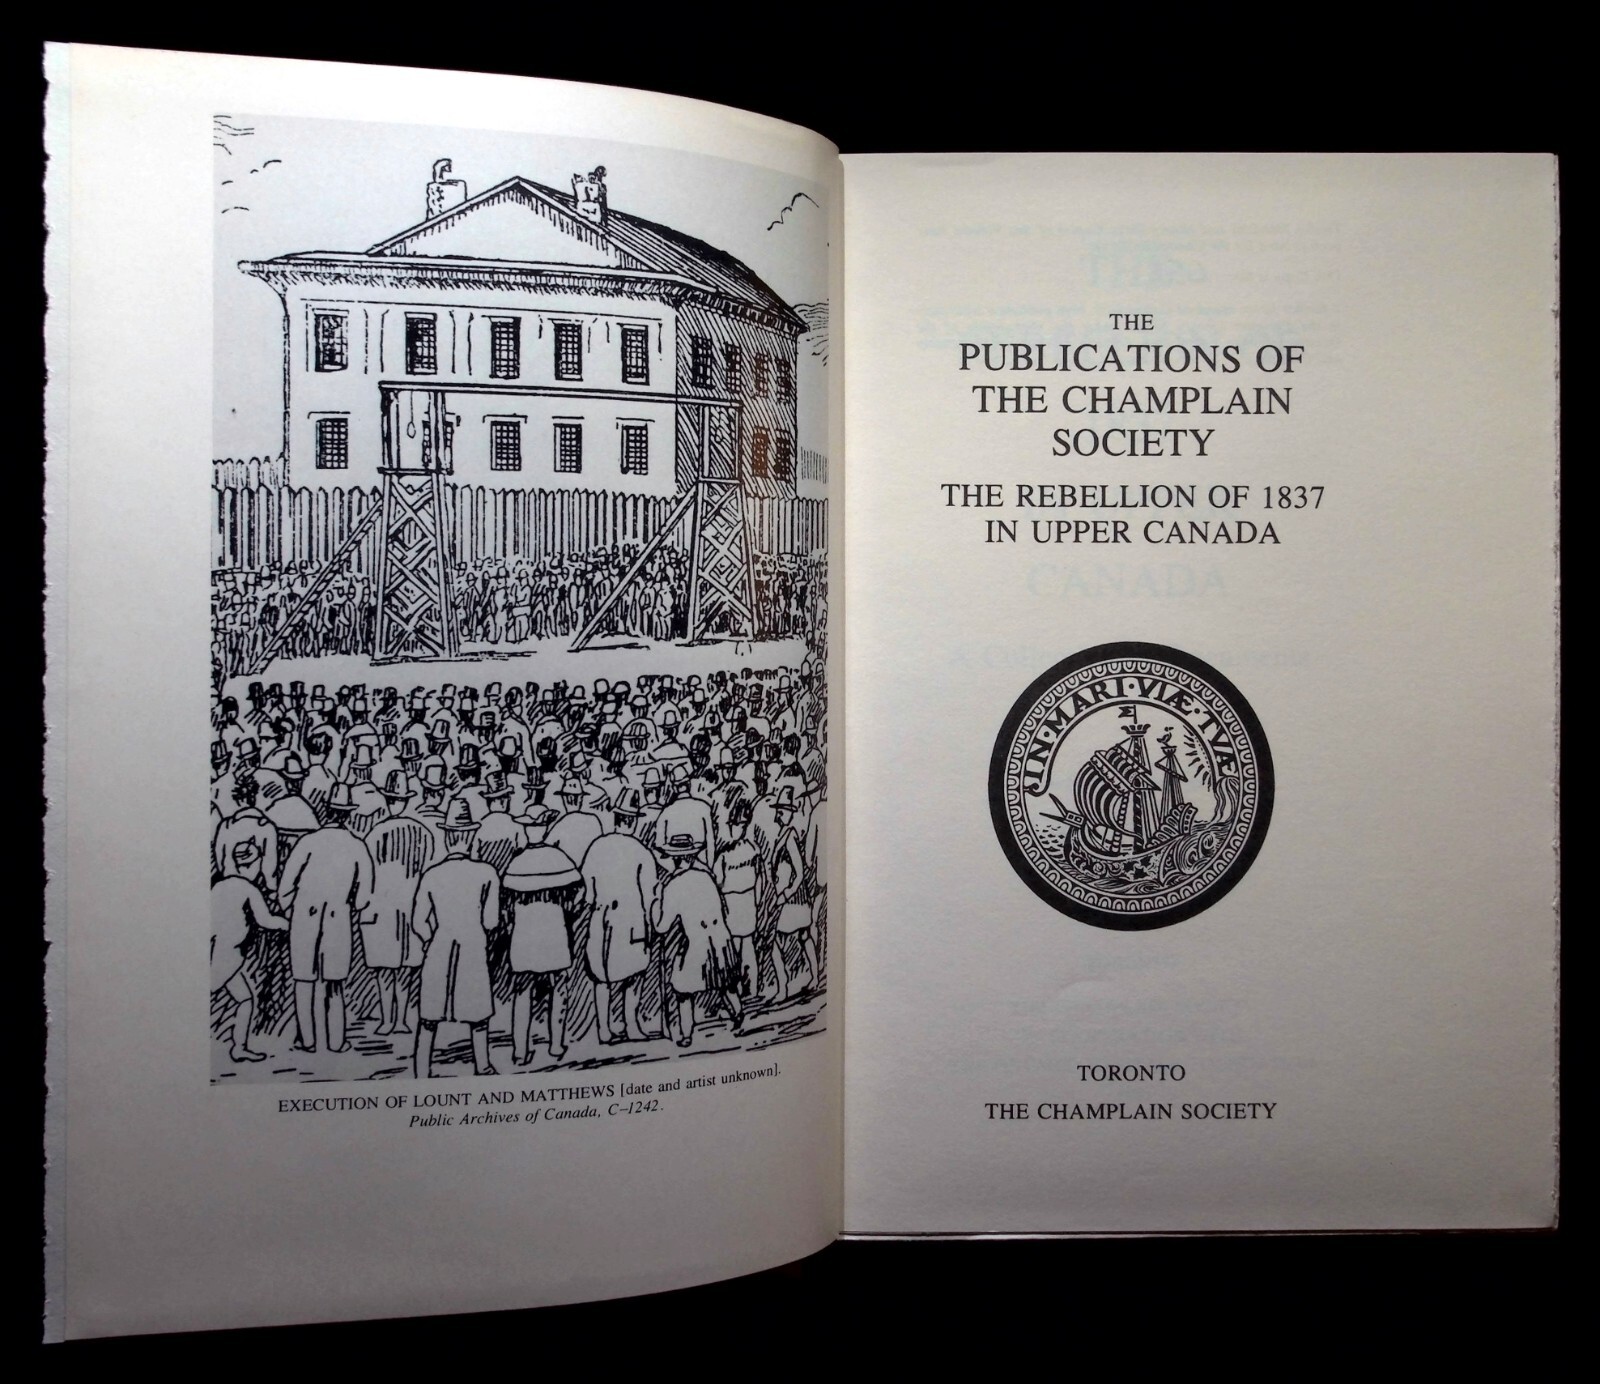 EXECUTION OF LOUNT AND MATTHEWS [date and artist unknown].
Public Archives of Canada, C–1242.
THE
PUBLICATIONS OF
THE CHAMPLAIN
SOCIETY
THE REBELLION OF 1837
IN UPPER CANADA
CANADA
IN·MARI·VIÆ·TVÆ
TORONTO
THE CHAMPLAIN SOCIETY